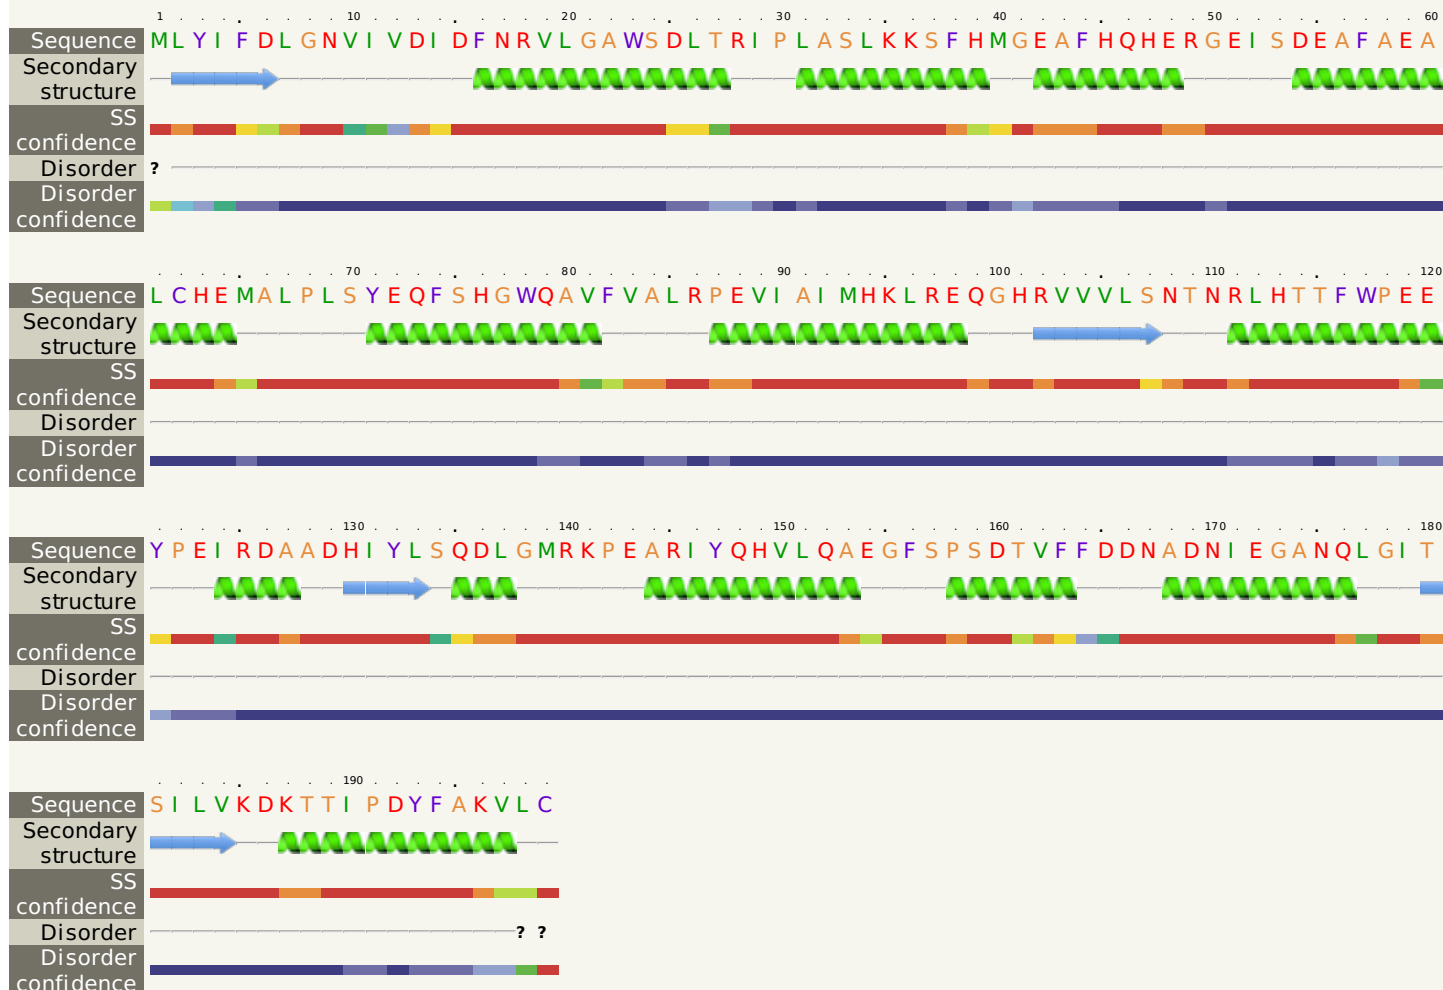 1 . . . . 10 . . . . 20 . . . . 30 . . . . 40 . . . . 50 . . . . 60
Sequence MLYIFDLGNVIVDIDFNRVLGAWSDLTRIPLASLKKSFHMGEAFHQHERGEISDEAFAEA
Secondary
structure
SS
confidence
Disorder ?
Disorder
confidence
. . . . 70 . . . . 80 . . . . 90 . . . . 100 . . . . 110 . . . . 120
Sequence LCHEMALPLSYEQFSHGWQAVFVALRPEVIAIMHKLREQGHRVVVLSNTNRLHTTFWPEE
Secondary
structure
SS
confidence
Disorder
Disorder
confidence
. . . . 130 . . . . 140 . . . . 150 . . . . 160 . . . . 170 . . . . 180
Sequence YPEIRDAADHIYLSQDLGMRKPEARIYQHVLQAEGFSPSDTVFFDDNADNIEGANQLGIT
Secondary
structure
SS
confidence
Disorder
Disorder
confidence
. . . . 190 . . . .
Sequence SILVKDKTTIPDYFAKVLC
Secondary
structure
SS
confidence
Disorder ? ?
Disorder
confidence